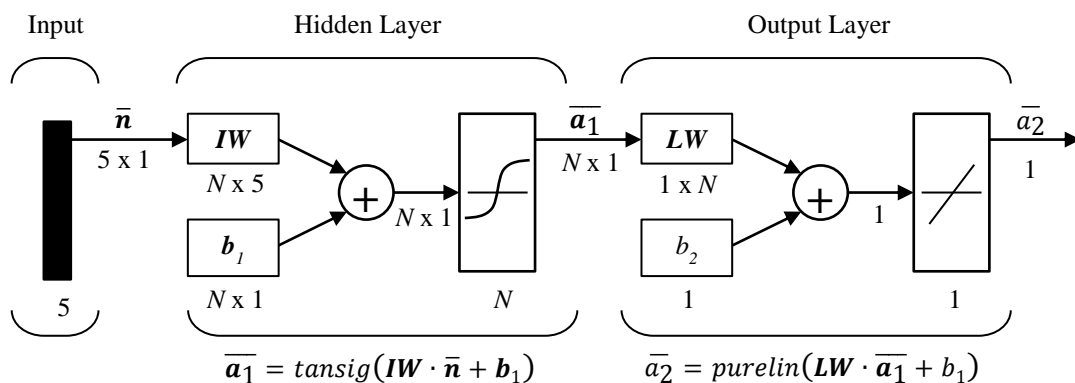 Input Hidden Layer Output Layer
n̄ IW a̅₁ LW a̅₂
5 x 1 N x 5 N x 1 1 x N 1
+ N x 1 + 1
b₁ b₂
5 N x 1 N 1 1
a̅₁ = tansig(IW · n̄ + b₁) a̅₂ = purelin(LW · a̅₁ + b₁)